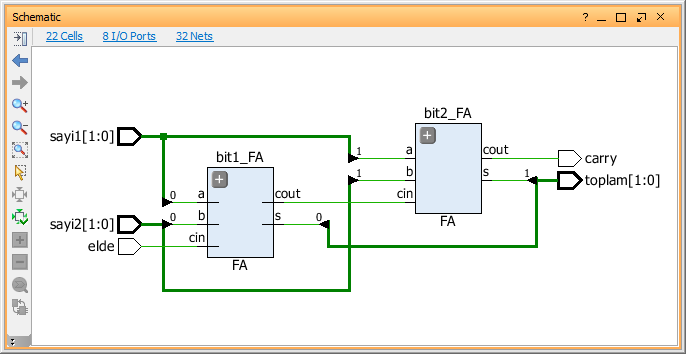 Schematic
22 Cells 8 I/O Ports 32 Nets
bit2_FA
sayi1[1:0]
1 a cout carry
bit1_FA
1 b s 1 toplam[1:0]
0 a cout cin
sayi2[1:0] 0 b s 0
FA
elde cin
FA